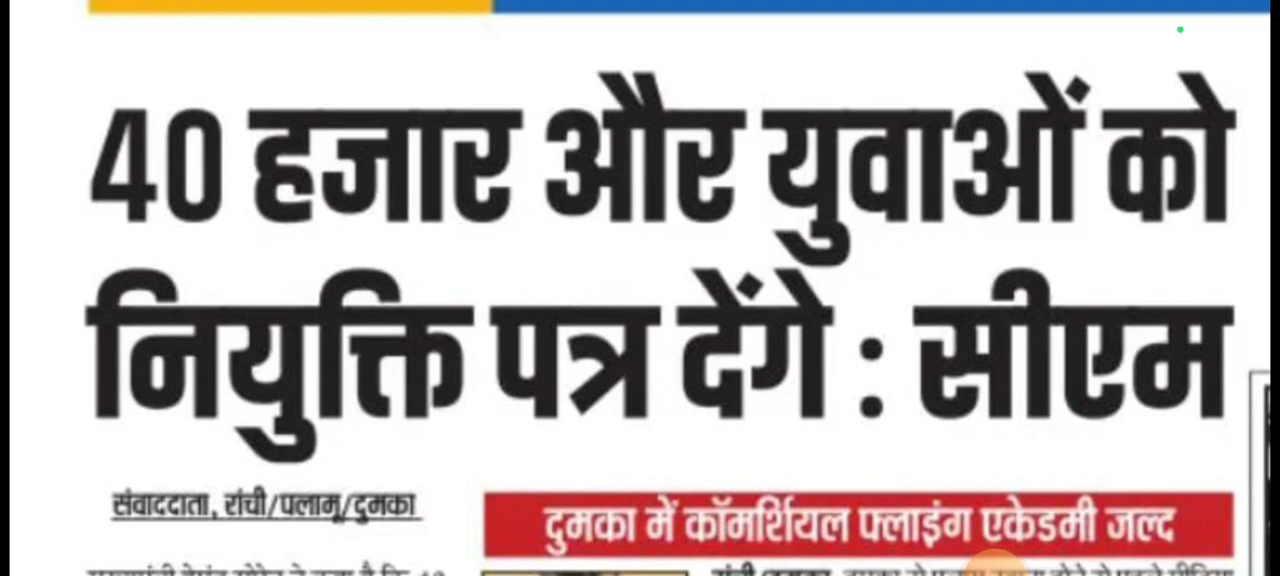 40 हजार और युवाओं को
नियुक्ति पत्र देंगे : सीएम
संवाददाता, रांची/पलामू/दुमका
दुमका में कॉमर्शियल फ्लाइंग एकेडमी जल्द